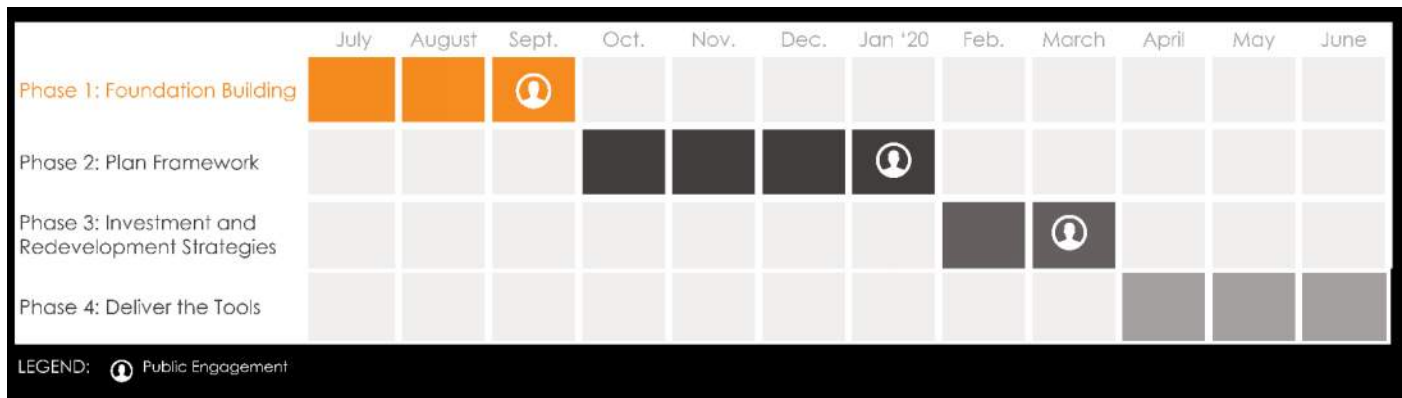 July August Sept. Oct. Nov. Dec. Jan ‘20 Feb. March April May June
Phase 1: Foundation Building
Phase 2: Plan Framework
Phase 3: Investment and
Redevelopment Strategies
Phase 4: Deliver the Tools
LEGEND: Public Engagement